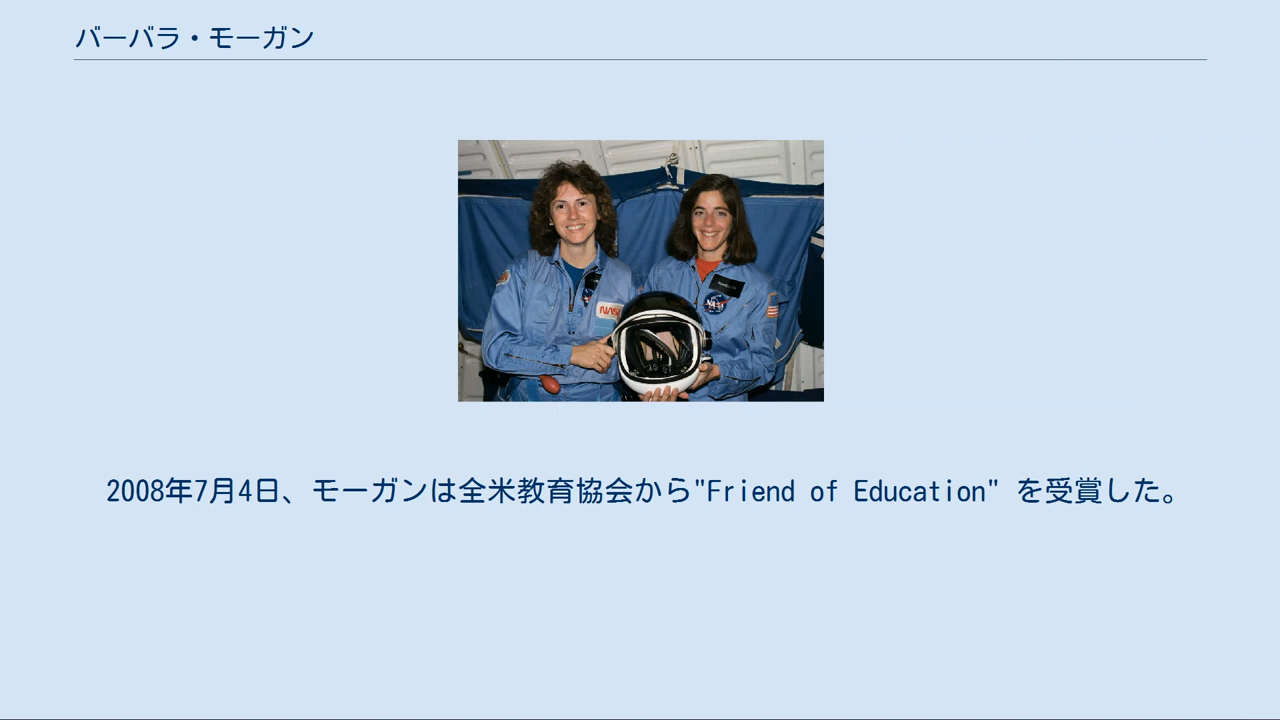 バーバラ・モーガン
NASA
NASA
2008年7月4日、モーガンは全米教育協会から"Friend of Education" を受賞した。